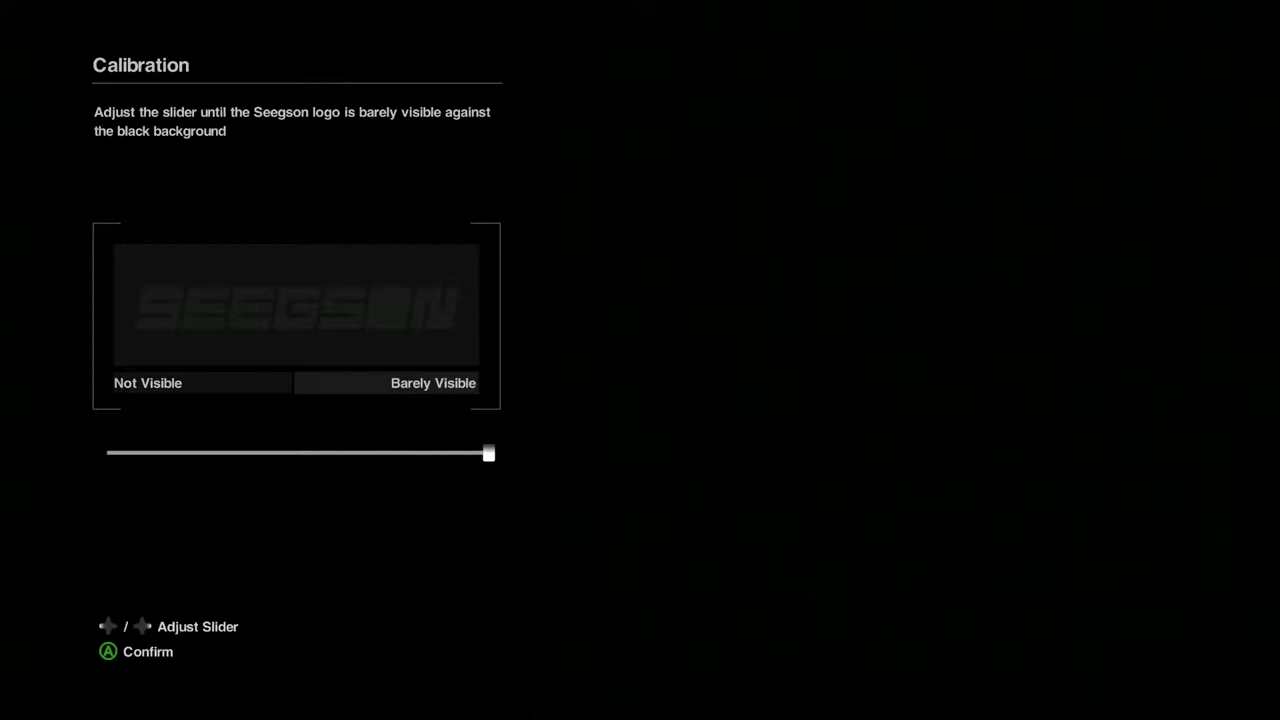 Calibration
Adjust the slider until the Seegson logo is barely visible against
the black background
SEEGSON
Not Visible
Barely Visible
/ Adjust Slider
A Confirm